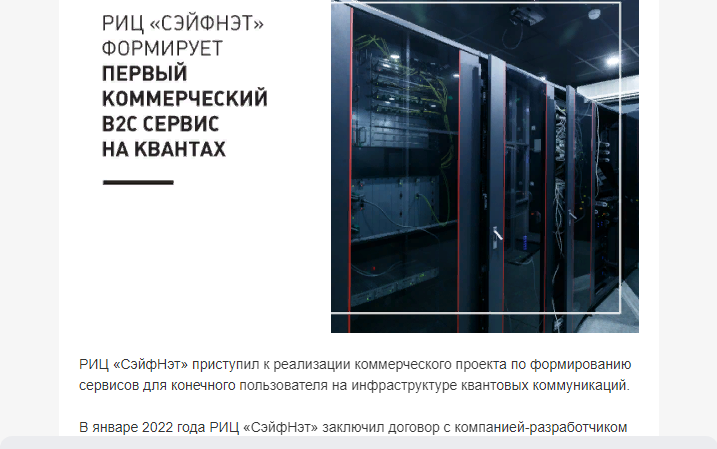 РИЦ «СЭЙФНЭТ»
ФОРМИРУЕТ
ПЕРВЫЙ
КОММЕРЧЕСКИЙ
B2C СЕРВИС
НА КВАНТАХ
РИЦ «СэйфНэт» приступил к реализации коммерческого проекта по формированию
сервисов для конечного пользователя на инфраструктуре квантовых коммуникаций.
В январе 2022 года РИЦ «СэйфНэт» заключил договор с компанией-разработчиком